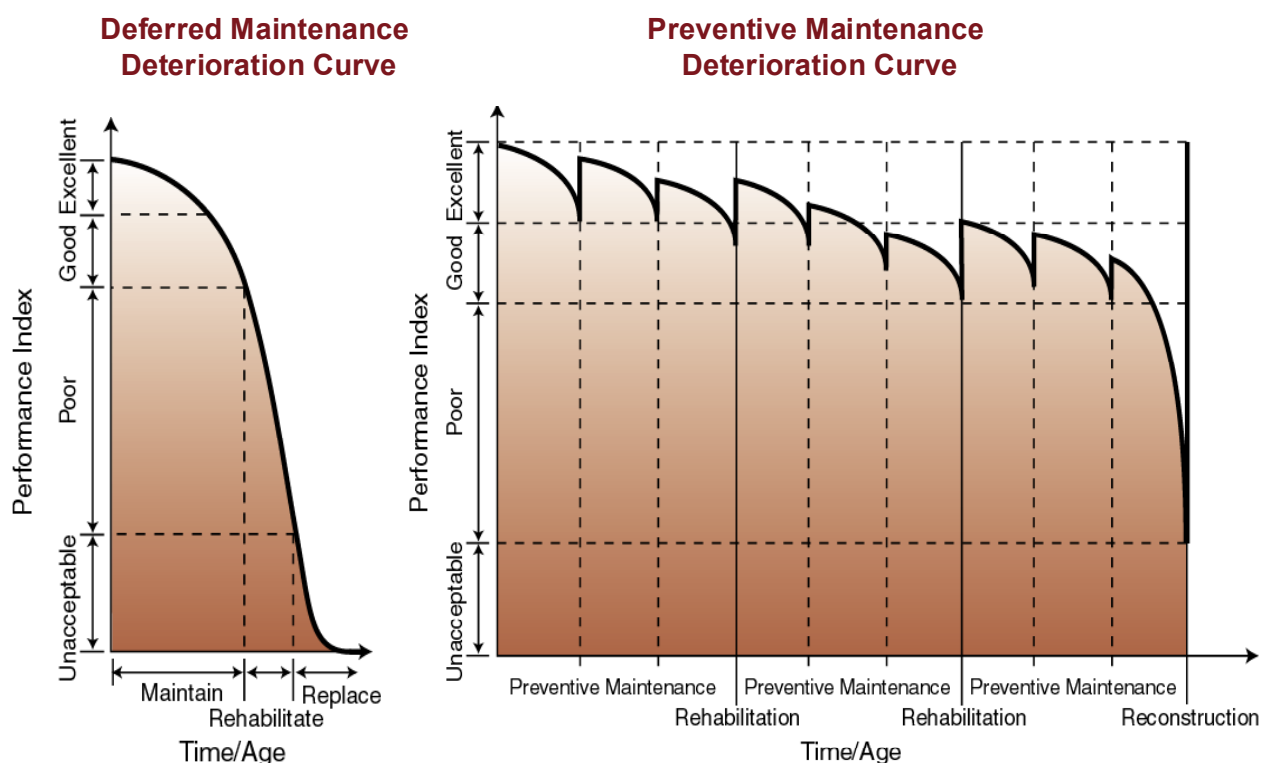 Deferred Maintenance
Deterioration Curve
Performance Index
Excellent
Good
Poor
Unacceptable
Maintain
Rehabilitate
Replace
Time/Age
Preventive Maintenance
Deterioration Curve
Performance Index
Excellent
Good
Poor
Unacceptable
Preventive Maintenance
Preventive Maintenance
Preventive Maintenance
Rehabilitation
Rehabilitation
Reconstruction
Time/Age